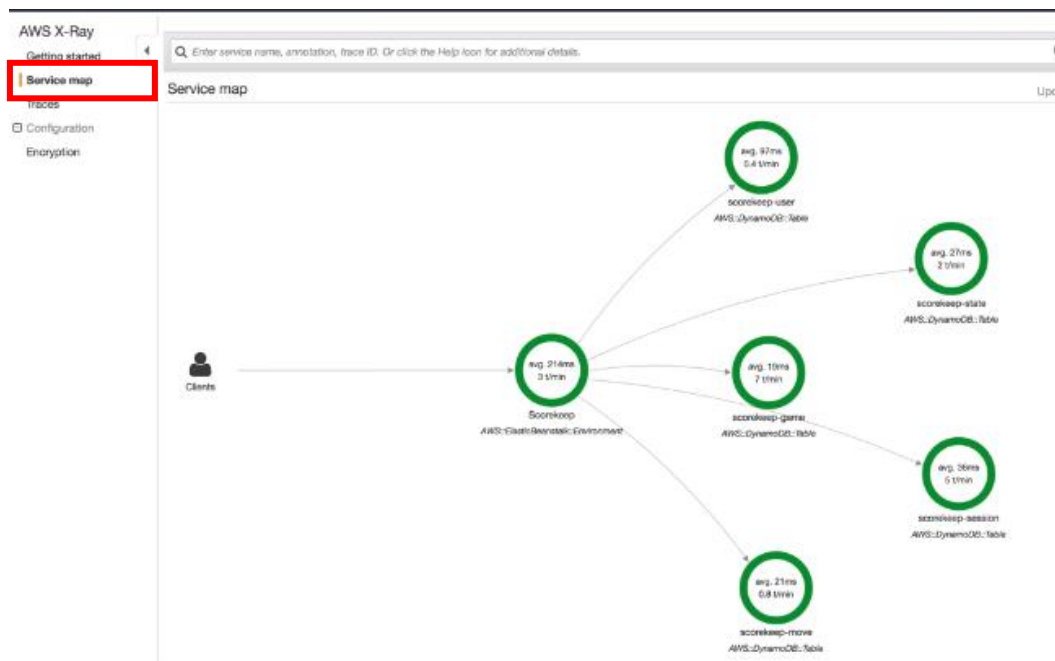 AWS X-Ray
Getting started
Service map
Traces
Configuration
Encryption
Enter service name, annotation, trace ID. Or click the Help icon for additional details.
Service map
avg. 97ms
0.4 t/min
scorekeep-user
AWS::DynamoDB::Table
avg. 27ms
2 t/min
scorekeep-state
AWS::DynamoDB::Table
Clients
avg. 214ms
3 t/min
Scorekeep
AWS::ElasticBeanstalk::Environment
avg. 19ms
7 t/min
scorekeep-game
AWS::DynamoDB::Table
avg. 36ms
5 t/min
scorekeep-session
AWS::DynamoDB::Table
avg. 21ms
0.8 t/min
scorekeep-move
AWS::DynamoDB::Table